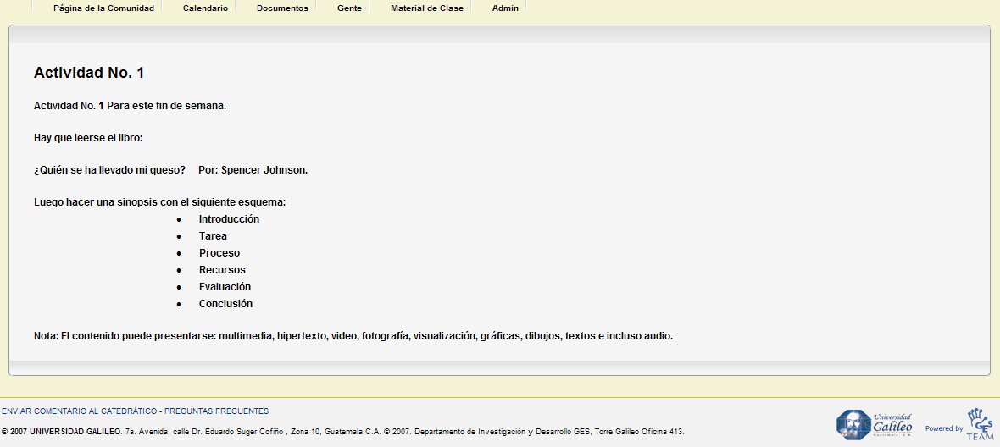 Página de la Comunidad Calendario Documentos Gente Material de Clase Admin
Actividad No. 1
Actividad No. 1 Para este fin de semana.
Hay que leerse el libro:
¿Quién se ha llevado mi queso? Por: Spencer Johnson.
Luego hacer una sinopsis con el siguiente esquema:
• Introducción
• Tarea
• Proceso
• Recursos
• Evaluación
• Conclusión
Nota: El contenido puede presentarse: multimedia, hipertexto, video, fotografía, visualización, gráficas, dibujos, textos e incluso audio.
ENVIAR COMENTARIO AL CATEDRÁTICO - PREGUNTAS FRECUENTES
© 2007 UNIVERSIDAD GALILEO. 7a. Avenida, calle Dr. Eduardo Suger Cofiño , Zona 10, Guatemala C.A. © 2007. Departamento de Investigación y Desarrollo GES, Torre Galileo Oficina 413.
Universidad
Galileo
Powered by GES
TEAM